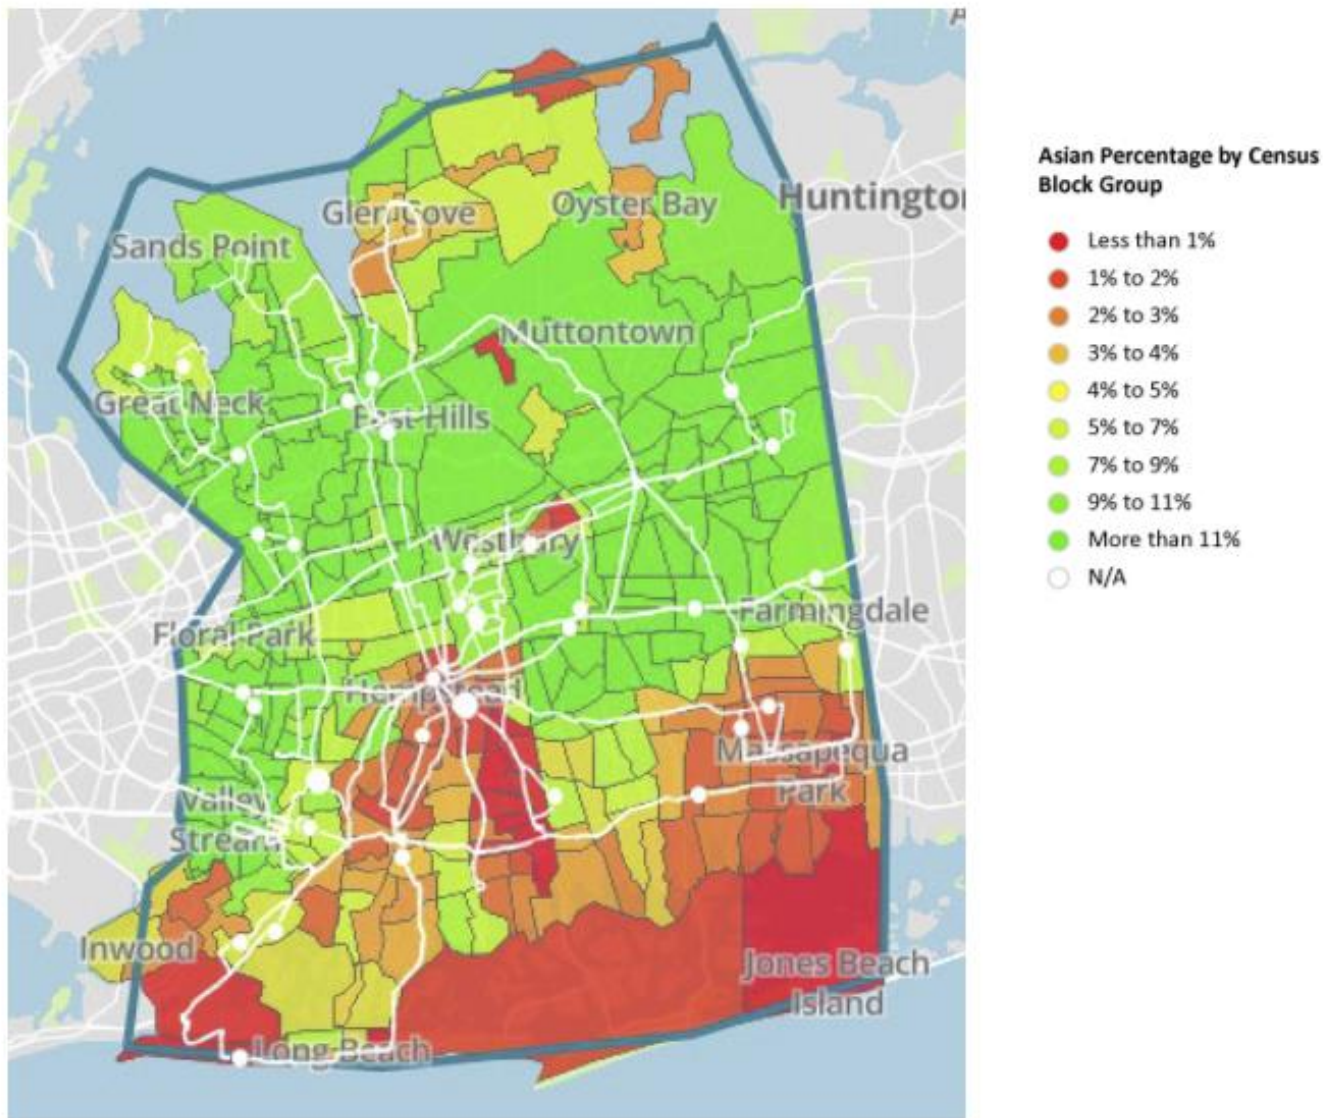 A
Huntington
Glen Cove
Oyster Bay
Sands Point
Muttontown
Great Neck
East Hills
Westbury
Floral Park
Farmingdale
Hempstead
Massapequa
Park
Valley
Stream
Inwood
Jones Beach
Island
Long Beach
Asian Percentage by Census
Block Group
Less than 1%
1% to 2%
2% to 3%
3% to 4%
4% to 5%
5% to 7%
7% to 9%
9% to 11%
More than 11%
N/A